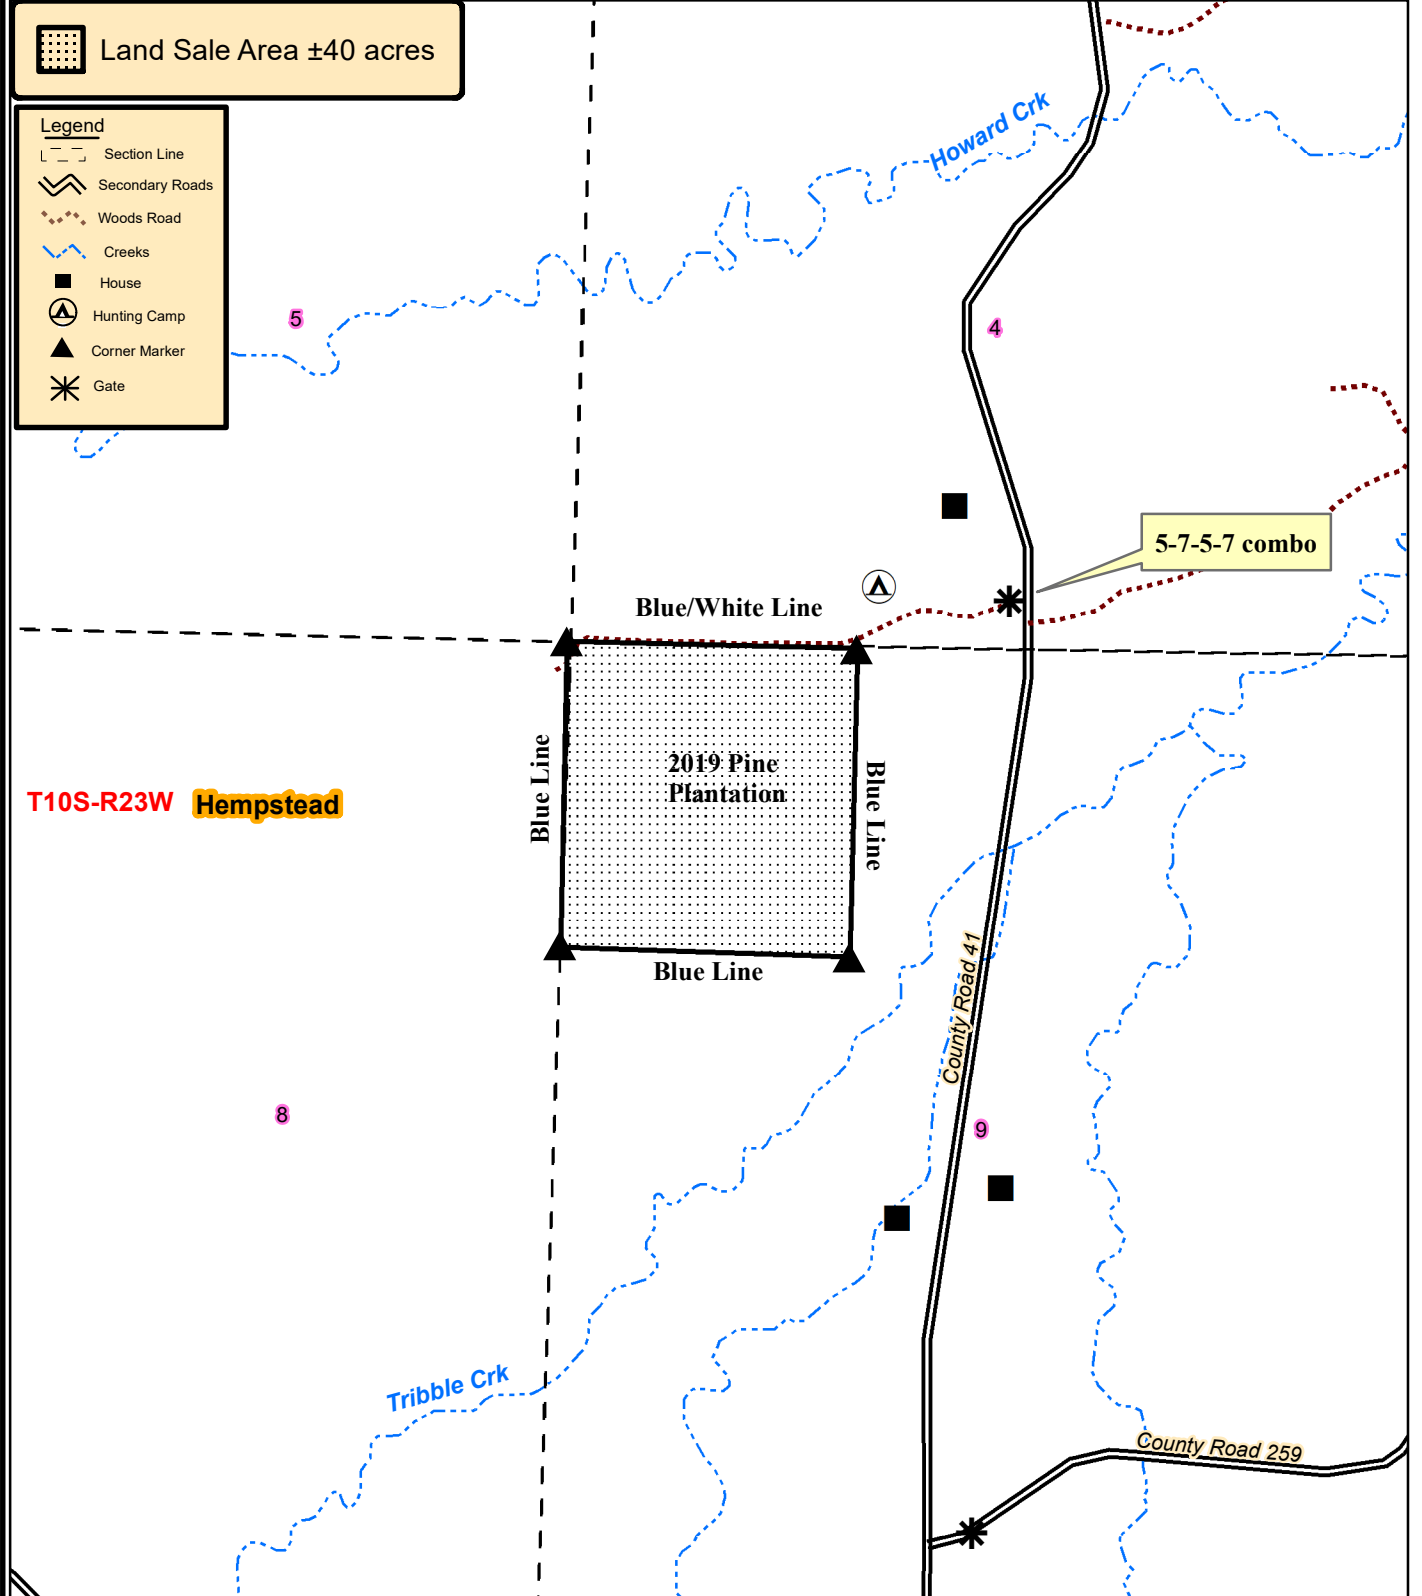 Land Sale Area ±40 acres
Legend
Section Line
Secondary Roads
Woods Road
Creeks
House
Hunting Camp
Corner Marker
Gate
Howard Crk
5
4
5-7-5-7 combo
Blue/White Line
2019 Pine
Plantation
Blue Line
Blue Line
T10S-R23W
Hempstead
Blue Line
County Road 41
8
9
Tribble Crk
County Road 259